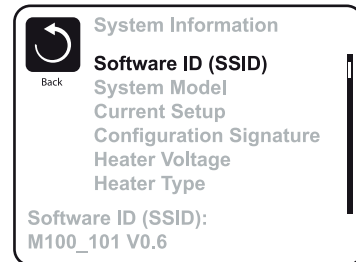 System Information
Back
Software ID (SSID)
System Model
Current Setup
Configuration Signature
Heater Voltage
Heater Type
Software ID (SSID):
M100_101 V0.6